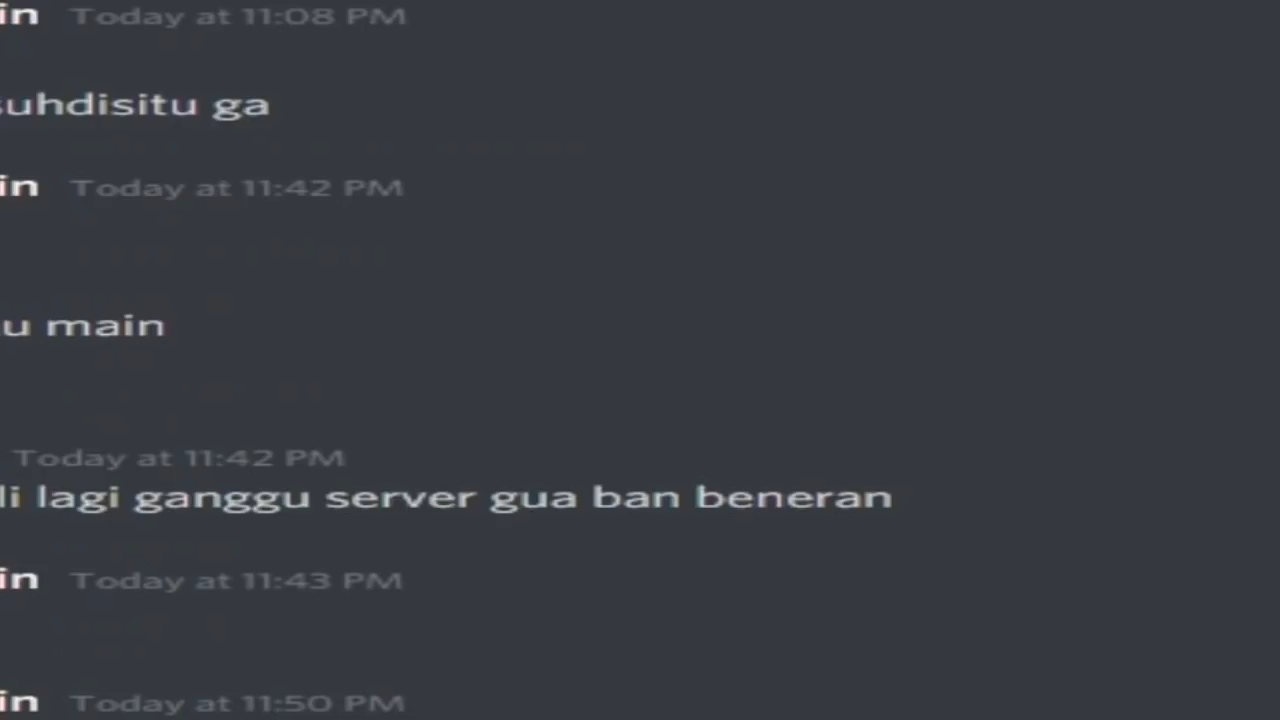 in Today at 11:08 PM
suhdisitu ga
in Today at 11:42 PM
u main
Today at 11:42 PM
li lagi ganggu server gua ban beneran
in Today at 11:43 PM
in Today at 11:50 PM